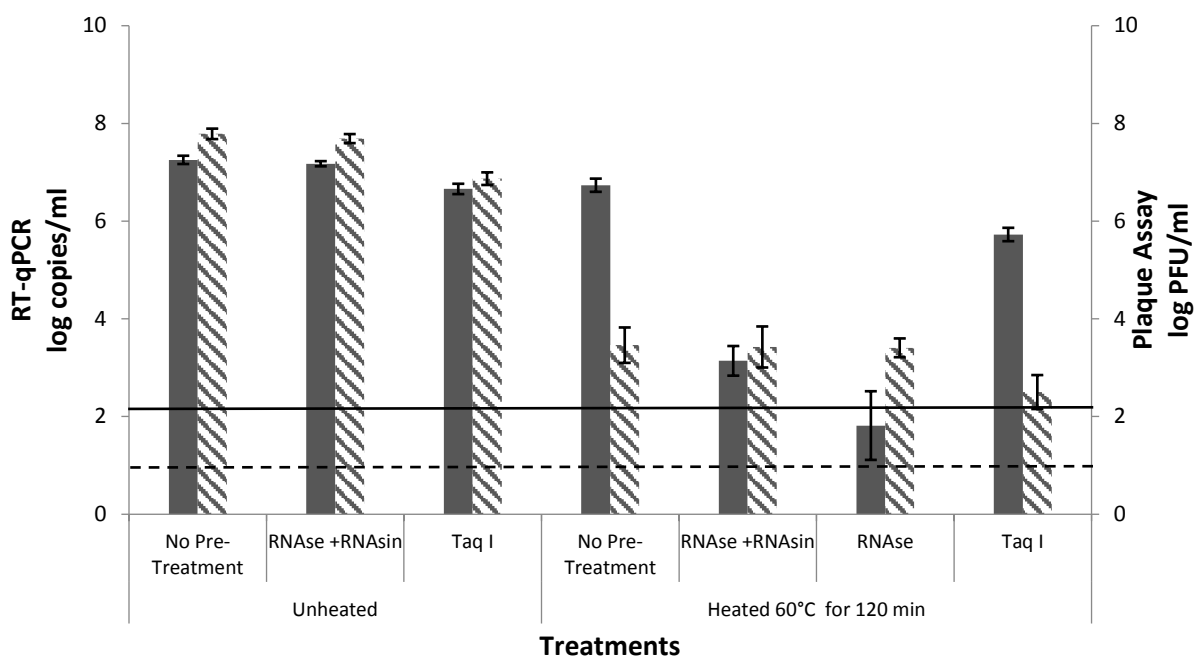 RT-qPCR
log copies/ml
10
8
6
4
2
0
10
8
6
4
2
0
Plaque Assay
log PFU/ml
No Pre-
Treatment
RNAse +RNAsin
Taq I
No Pre-
Treatment
RNAse +RNAsin
RNAse
Taq I
Unheated
Heated 60°C for 120 min
Treatments